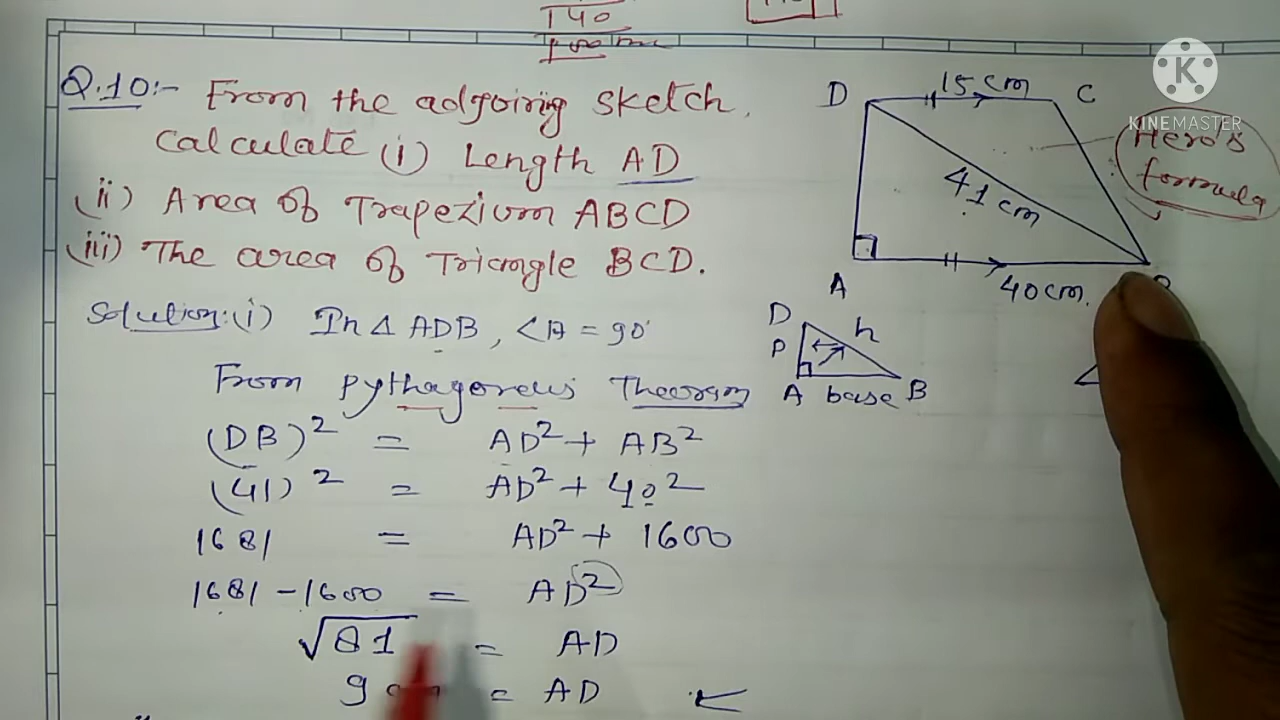 140
100
Q.10:- From the adjoining sketch,
Calculate (i) Length AD
(ii) Area of Trapezium ABCD
(iii) The area of Triangle BCD.
D 15 cm C
41 cm
A 40 cm.
Hero's
formula
KINEMASTER
Solution:(i) In △ ADB, ∠A = 90°
From Pythagoreus Theorem
D h
P
A base B
(DB)² = AD² + AB²
(41)² = AD² + 40²
1681 = AD² + 1600
1681 - 1600 = AD²
√81 = AD
9 = AD